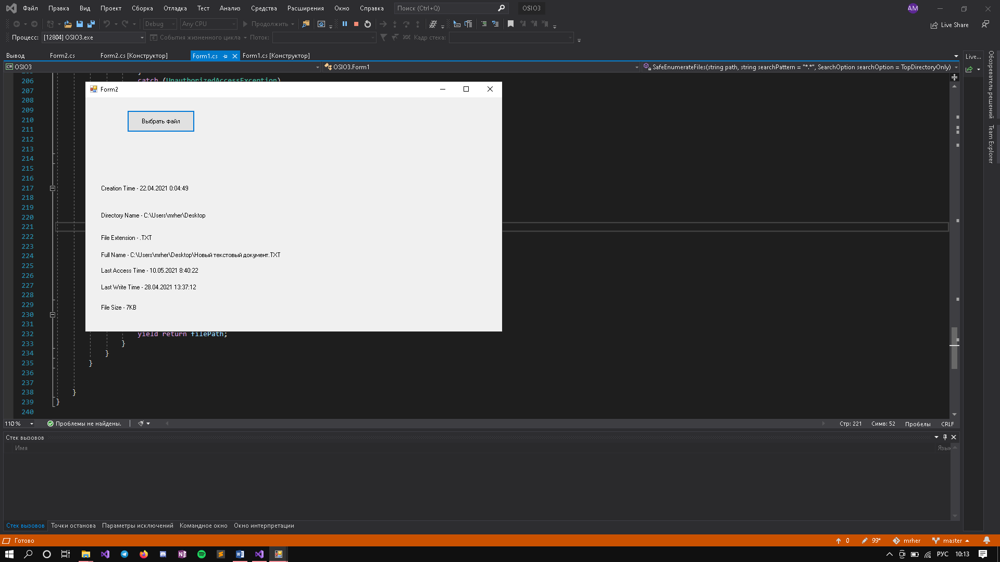 Файл Правка Вид Проект Сборка Отладка Тест Анализ Средства Расширения Окно Справка Поиск (Ctrl+Q) OSIO3 AM
Debug Any CPU Продолжить Live Share
Процесс: [12804] OSIO3.exe События жизненного цикла Поток: Кадр стека:
Вывод Form2.cs Form2.cs [Конструктор] Form1.cs Form1.cs [Конструктор] Live...
C# OSIO3 OSIO3.Form1 SafeEnumerateFiles(string path, string searchPattern = "*.*", SearchOption searchOption = TopDirectoryOnly)
Обозреватель решений
Team Explorer
206 catch (UnauthorizedAccessException)
207
208
209
210
211
212
213
214
215
216
217
218
219
220
221
222
223
224
225
226
227
228
229
230
231
232 yield return filePath;
233 }
234 }
235 }
236
237
238 }
239 }
240
Form2
Выбрать файл
Creation Time - 22.04.2021 0:04:49
Directory Name - C:\Users\mrher\Desktop
File Extension - .TXT
Full Name - C:\Users\mrher\Desktop\Новый текстовый документ.TXT
Last Access Time - 10.05.2021 8:40:22
Last Write Time - 28.04.2021 13:37:12
File Size - 7KB
110 % Проблемы не найдены. Стр: 221 Симв: 52 Пробелы CRLF
Стек вызовов
Имя Язык
Стек вызовов Точки останова Параметры исключений Командное окно Окно интерпретации
Готово 0 99* mrher master
РУС 10:13